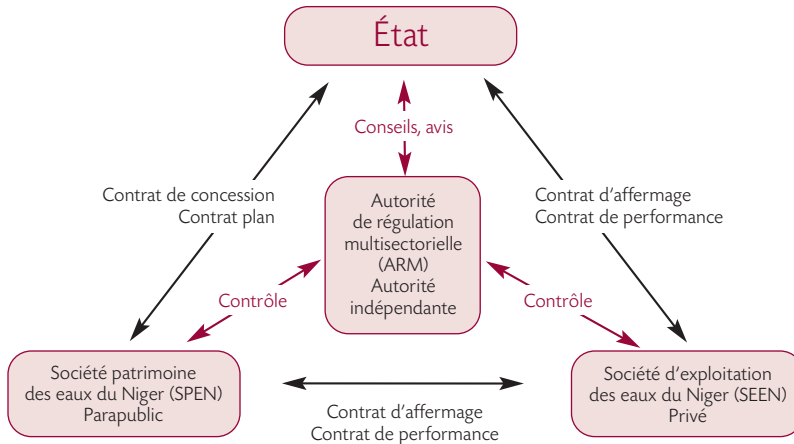 État
Conseils, avis
Contrat de concession
Contrat plan
Autorité
de régulation
multisectorielle
(ARM)
Autorité
indépendante
Contrat d'affermage
Contrat de performance
Contrôle
Contrôle
Société patrimoine
des eaux du Niger (SPEN)
Parapublic
Contrat d'affermage
Contrat de performance
Société d'exploitation
des eaux du Niger (SEEN)
Privé